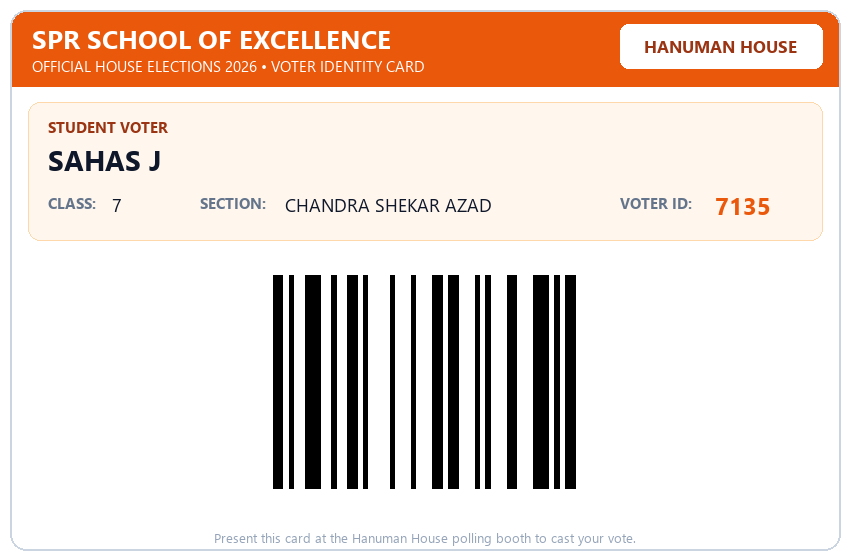 SPR SCHOOL OF EXCELLENCE
OFFICIAL HOUSE ELECTIONS 2026 • VOTER IDENTITY CARD
HANUMAN HOUSE
STUDENT VOTER
SAHAS J
CLASS: 7 SECTION: CHANDRA SHEKAR AZAD VOTER ID: 7135
Present this card at the Hanuman House polling booth to cast your vote.